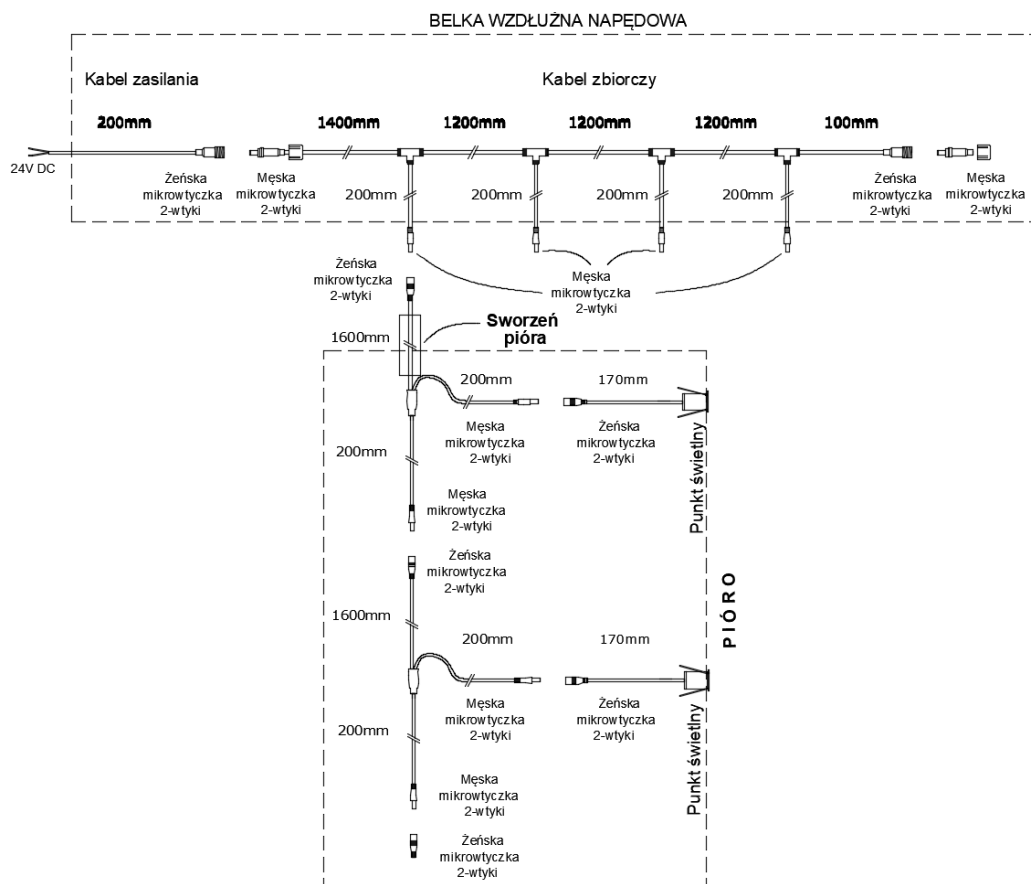 BELKA WZDŁUŻNA NAPĘDOWA
Kabel zasilania
Kabel zbiorczy
200mm
1400mm
1200mm
1200mm
1200mm
100mm
24V DC
Żeńska
mikrowtyczka
2-wtyki
Męska
mikrowtyczka
2-wtyki
200mm
200mm
200mm
200mm
Żeńska
mikrowtyczka
2-wtyki
Męska
mikrowtyczka
2-wtyki
Żeńska
mikrowtyczka
2-wtyki
Męska
mikrowtyczka
2-wtyki
Sworzeń
pióra
1600mm
200mm
170mm
Męska
mikrowtyczka
2-wtyki
Żeńska
mikrowtyczka
2-wtyki
Punkt świetlny
200mm
Męska
mikrowtyczka
2-wtyki
Żeńska
mikrowtyczka
2-wtyki
PIÓRO
1600mm
200mm
170mm
Męska
mikrowtyczka
2-wtyki
Żeńska
mikrowtyczka
2-wtyki
Punkt świetlny
200mm
Męska
mikrowtyczka
2-wtyki
Żeńska
mikrowtyczka
2-wtyki